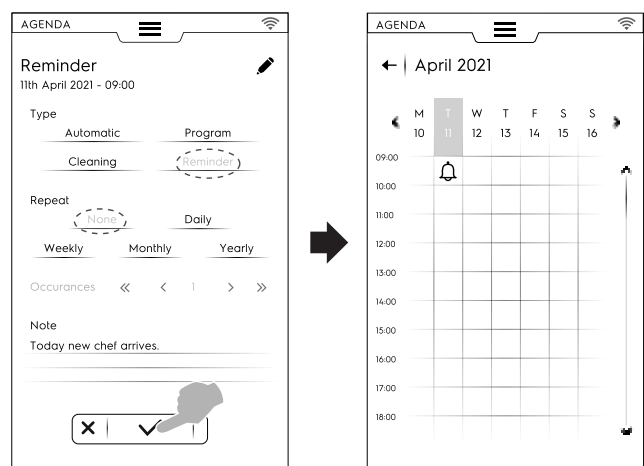 AGENDA
Reminder
11th April 2021 - 09:00
Type
Automatic Program
Cleaning Reminder
Repeat
None Daily
Weekly Monthly Yearly
Occurances 1
Note
Today new chef arrives.
AGENDA
April 2021
M T W T F S S
10 11 12 13 14 15 16
09:00
10:00
11:00
12:00
13:00
14:00
15:00
16:00
17:00
18:00